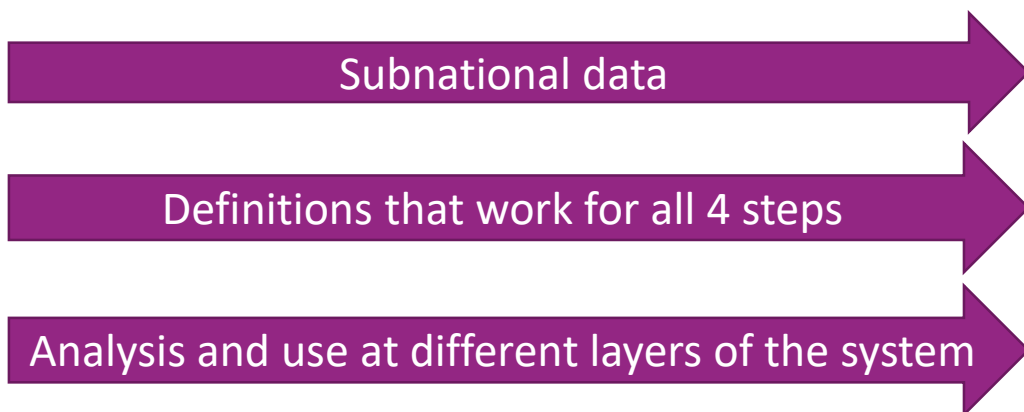 Subnational data
Definitions that work for all 4 steps
Analysis and use at different layers of the system